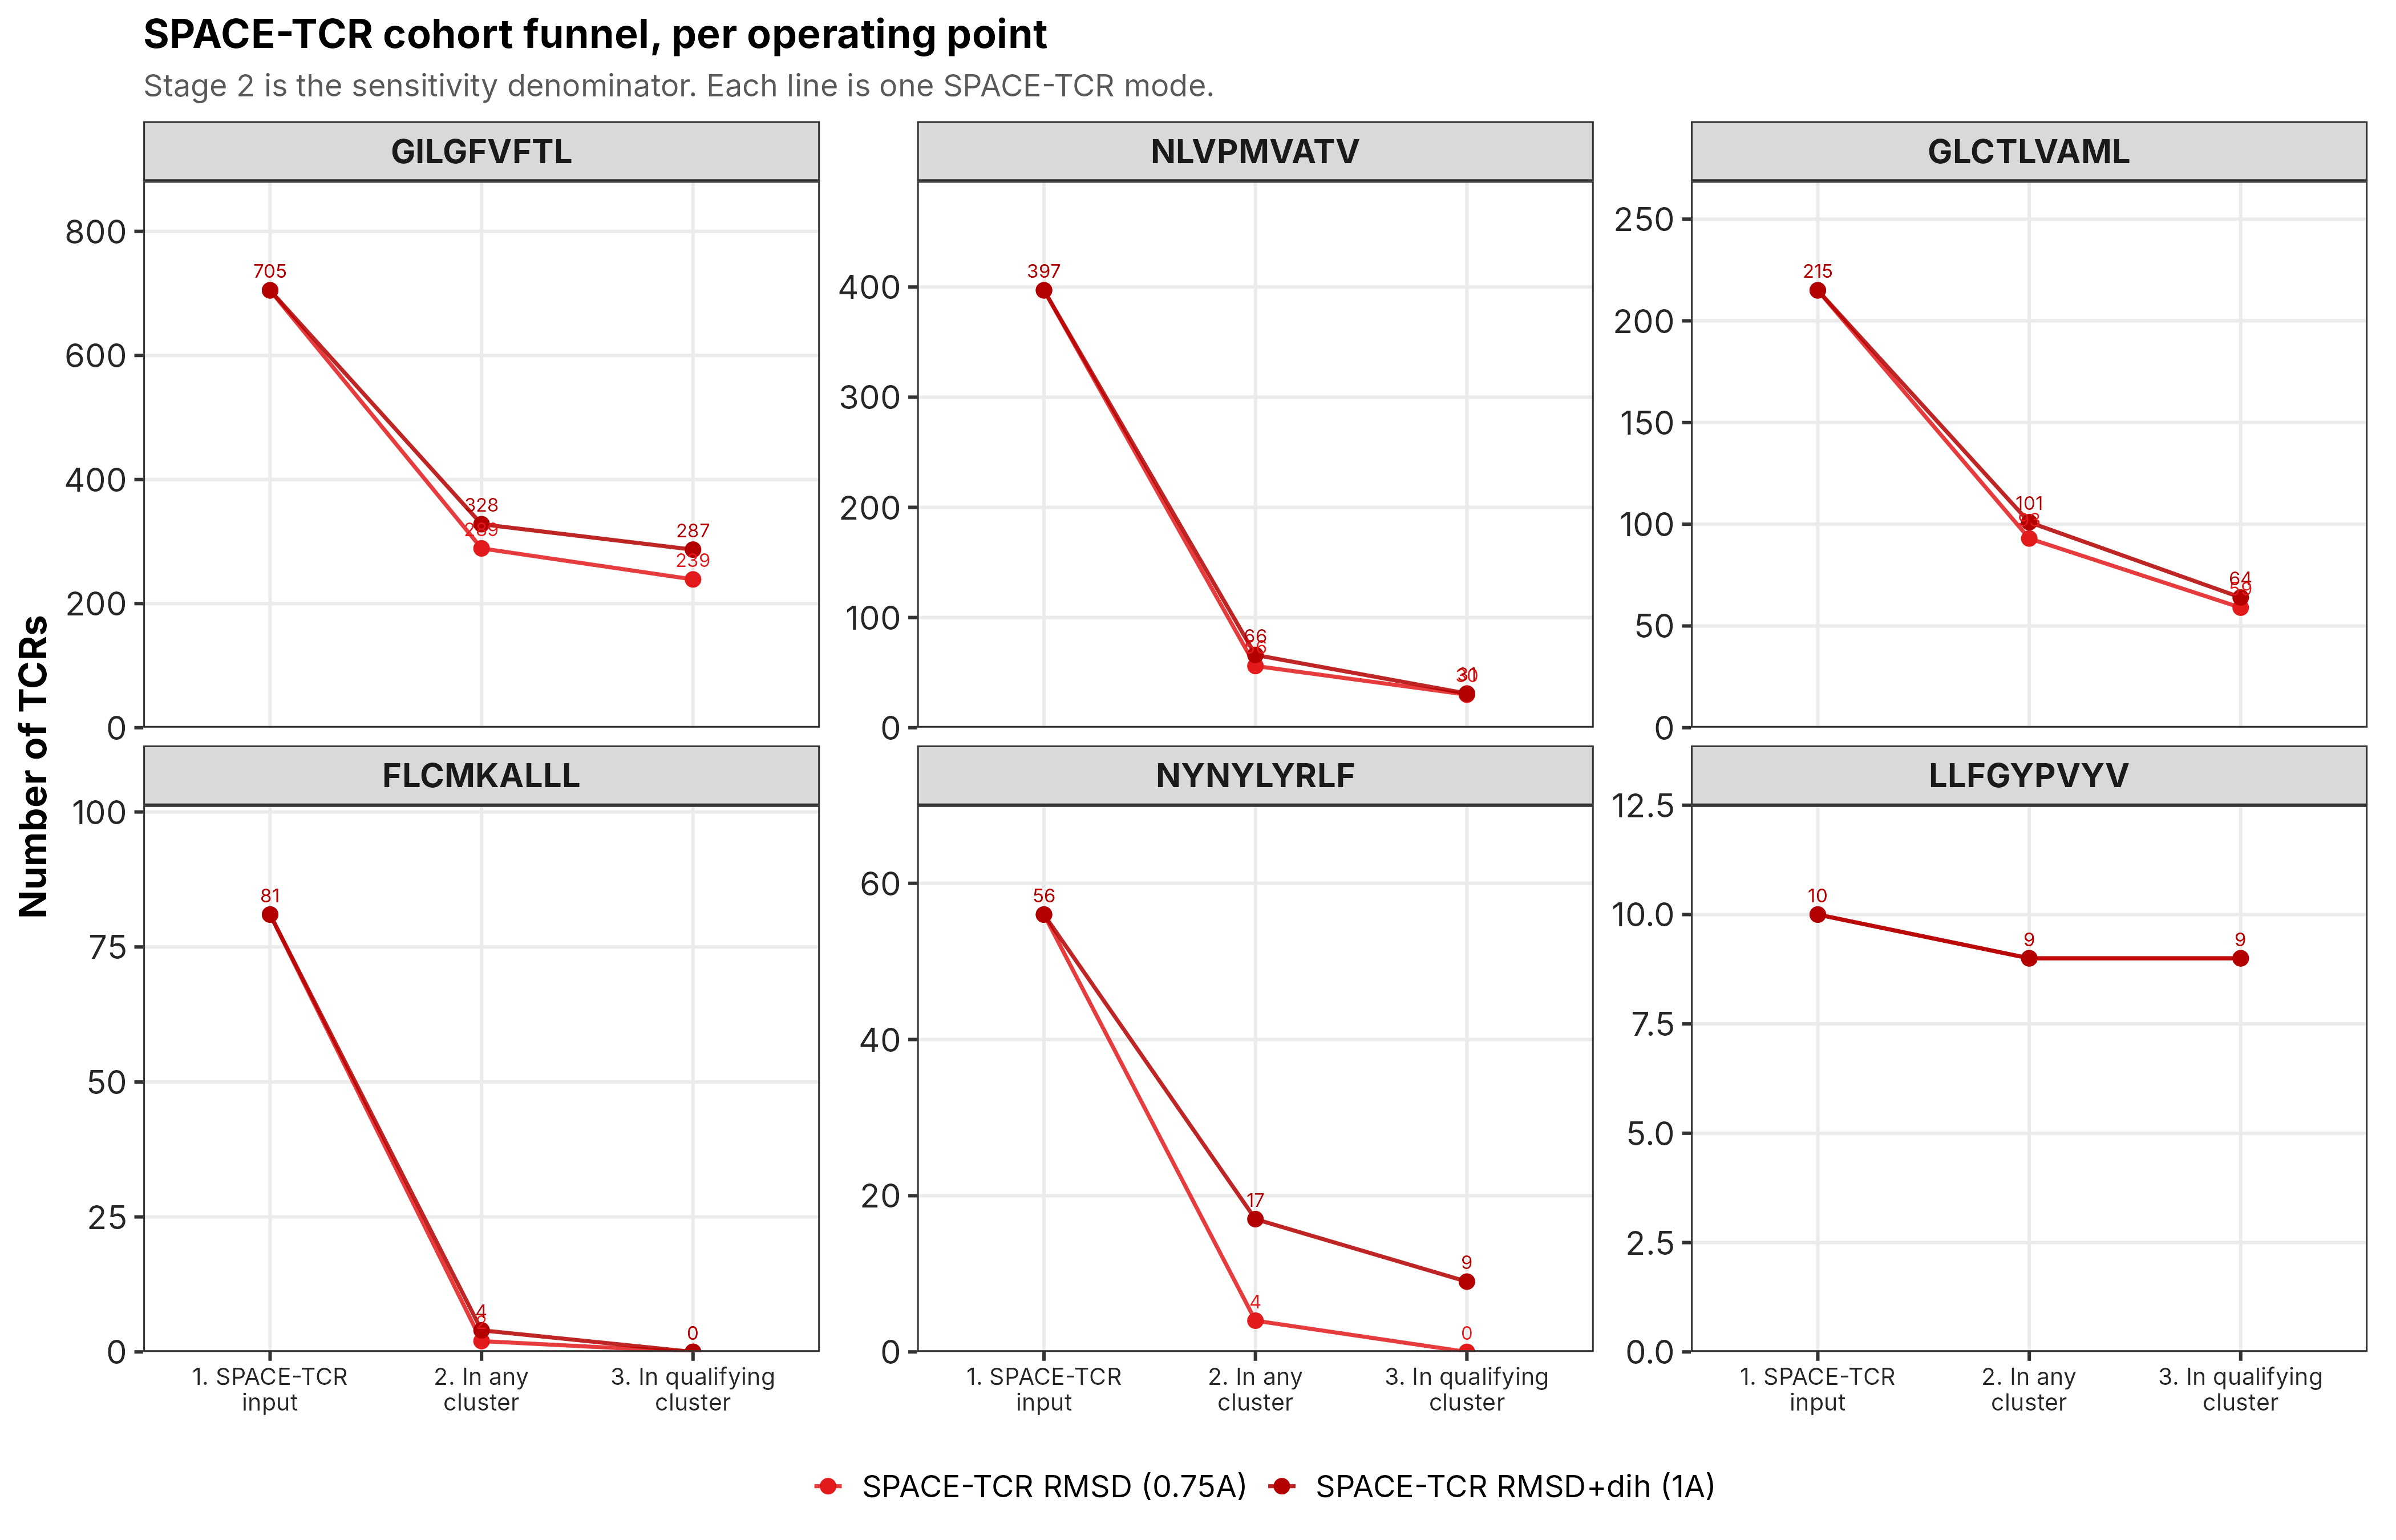 SPACE-TCR cohort funnel, per operating point
Stage 2 is the sensitivity denominator. Each line is one SPACE-TCR mode.
Number of TCRs
GILGFVFTL
800
600
400
200
0
705
328
289
287
239
NLVPMVATV
400
300
200
100
0
397
66
31
30
GLCTLVAML
250
200
150
100
50
0
215
101
64
59
FLCMKALLL
100
75
50
25
0
81
4
0
1. SPACE-TCR
input
2. In any
cluster
3. In qualifying
cluster
NYNYLYRLF
60
40
20
0
56
17
4
9
0
1. SPACE-TCR
input
2. In any
cluster
3. In qualifying
cluster
LLFGYPVYV
12.5
10.0
7.5
5.0
2.5
0.0
10
9
9
1. SPACE-TCR
input
2. In any
cluster
3. In qualifying
cluster
SPACE-TCR RMSD (0.75A)
SPACE-TCR RMSD+dih (1A)